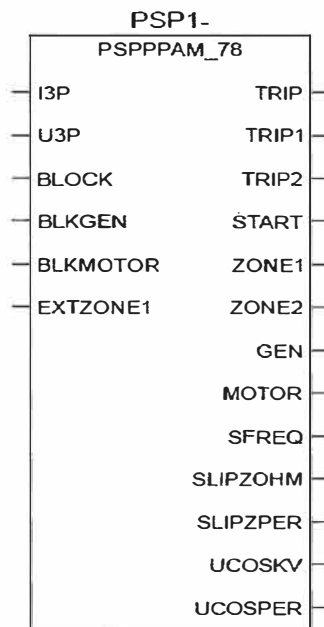 PSP1-
PSPPPAM_78
I3P TRIP
U3P TRIP1
BLOCK TRIP2
BLKGEN START
BLKMOTOR ZONE1
EXTZONE1 ZONE2
GEN
MOTOR
SFREQ
SLIPZOHM
SLIPZPER
UCOSKV
UCOSPER